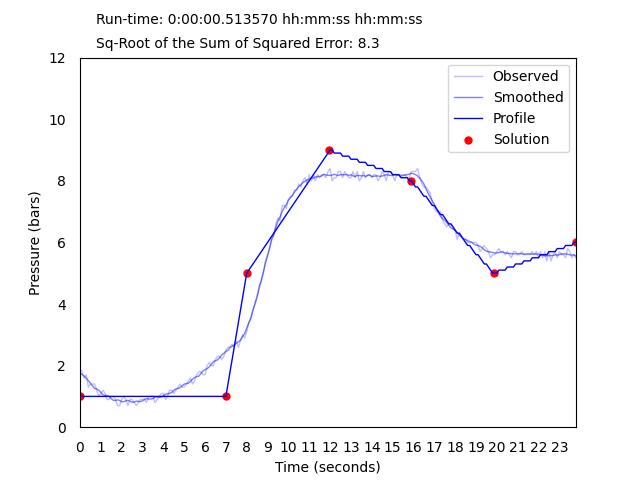 Run-time: 0:00:00.513570 hh:mm:ss hh:mm:ss
Sq-Root of the Sum of Squared Error: 8.3
12
10
8
6
4
2
0
Pressure (bars)
Observed
Smoothed
Profile
Solution
0 1 2 3 4 5 6 7 8 9 10 11 12 13 14 15 16 17 18 19 20 21 22 23
Time (seconds)